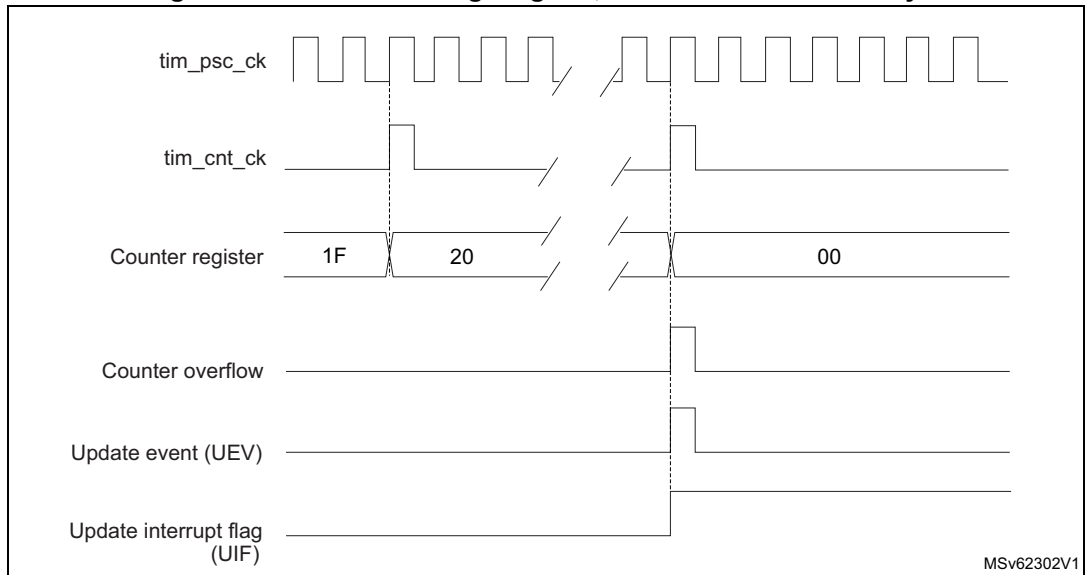 tim_psc_ck
tim_cnt_ck
Counter register
1F
20
00
Counter overflow
Update event (UEV)
Update interrupt flag
(UIF)
MSv62302V1